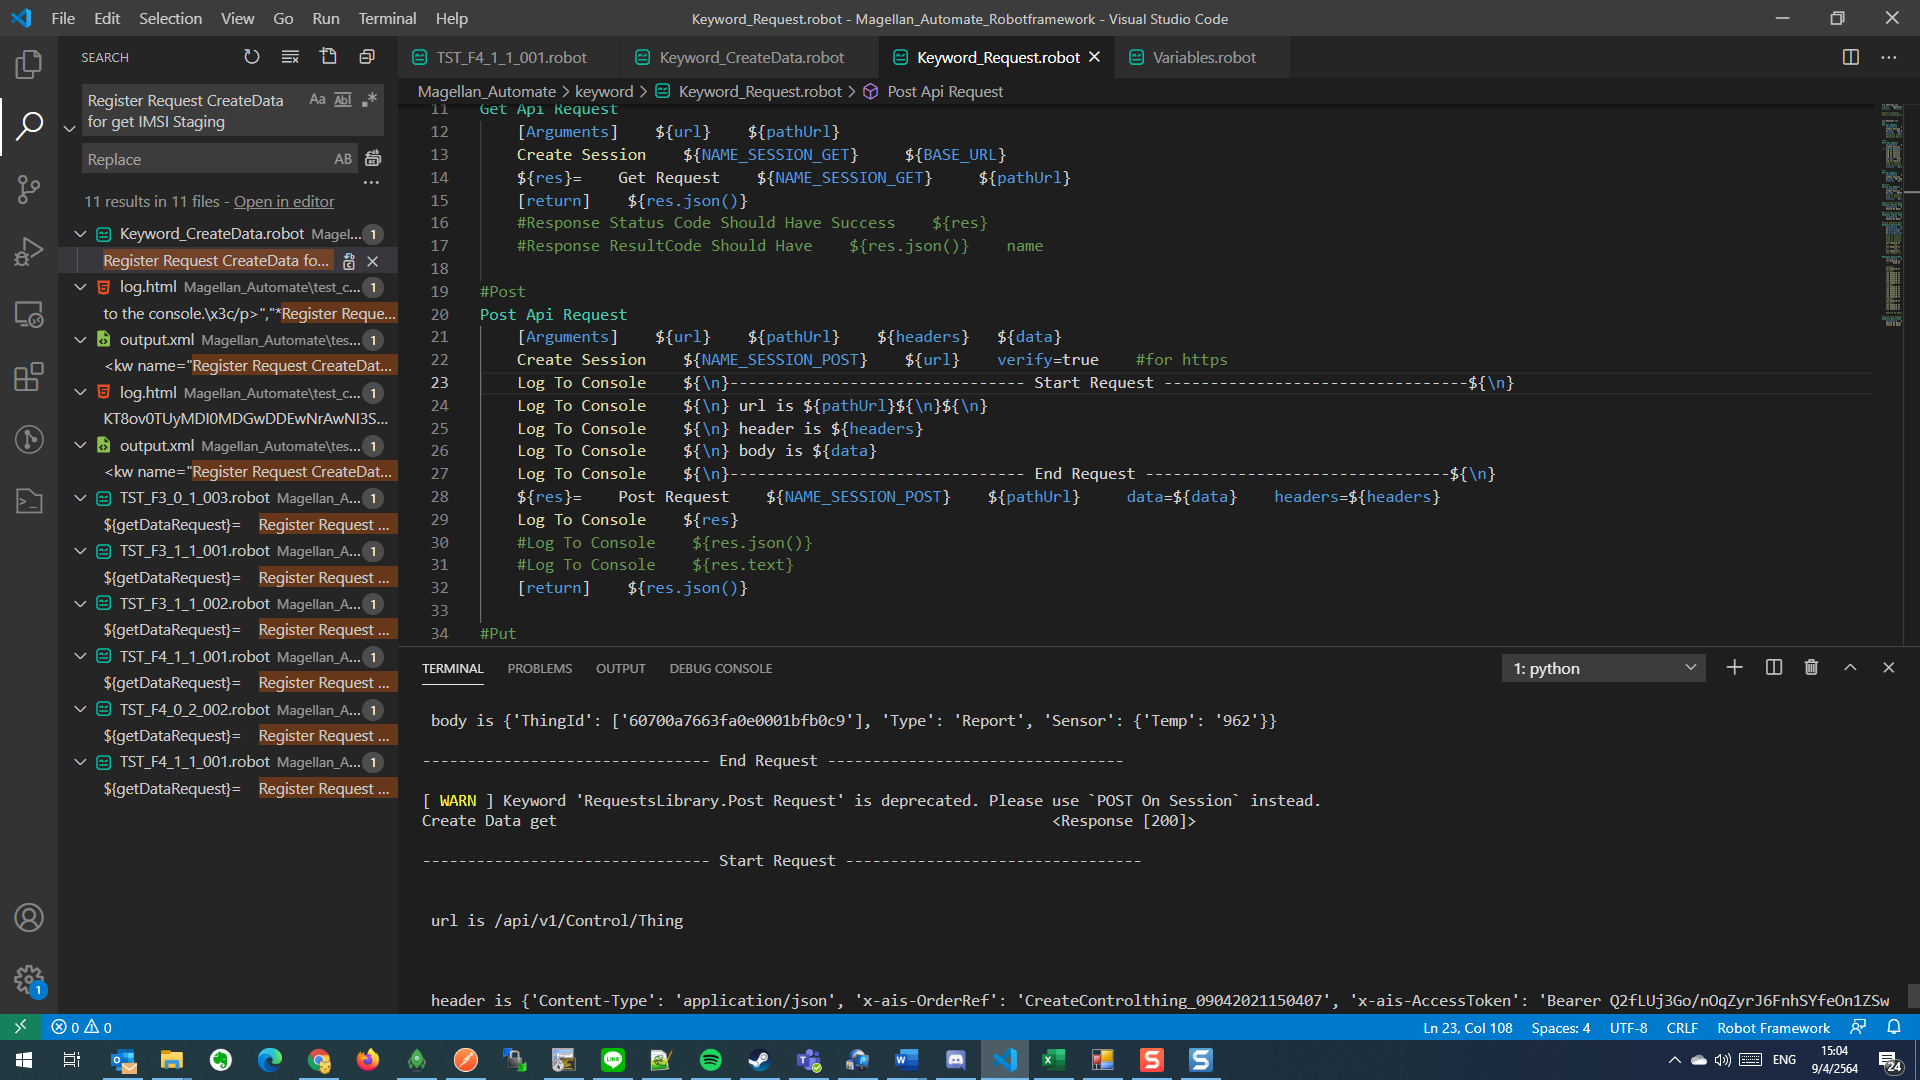 File Edit Selection View Go Run Terminal Help
Keyword_Request.robot - Magellan_Automate_Robotframework - Visual Studio Code
SEARCH
Register Request CreateData
for get IMSI Staging
Aa Abl .*
Replace
AB
...
11 results in 11 files - Open in editor
Keyword_CreateData.robot Magel... 1
Register Request CreateData fo...
log.html Magellan_Automate\test_c... 1
to the console.\x3c/p>","*Register Reque...
output.xml Magellan_Automate\tes... 1
<kw name="Register Request CreateDat...
log.html Magellan_Automate\test_c... 1
KT8ov0TUyMDI0MDGwDDEwNrAwNI3S...
output.xml Magellan_Automate\tes... 1
<kw name="Register Request CreateDat...
TST_F3_0_1_003.robot Magellan_A... 1
${getDataRequest}= Register Request ...
TST_F3_1_1_001.robot Magellan_A... 1
${getDataRequest}= Register Request ...
TST_F3_1_1_002.robot Magellan_A... 1
${getDataRequest}= Register Request ...
TST_F4_1_1_001.robot Magellan_A... 1
${getDataRequest}= Register Request ...
TST_F4_0_2_002.robot Magellan_A... 1
${getDataRequest}= Register Request ...
TST_F4_1_1_001.robot Magellan_A... 1
${getDataRequest}= Register Request ...
TST_F4_1_1_001.robot Keyword_CreateData.robot Keyword_Request.robot Variables.robot
Magellan_Automate > keyword > Keyword_Request.robot > Post Api Request
11 Get Api Request
12 [Arguments] ${url} ${pathUrl}
13 Create Session ${NAME_SESSION_GET} ${BASE_URL}
14 ${res}= Get Request ${NAME_SESSION_GET} ${pathUrl}
15 [return] ${res.json()}
16 #Response Status Code Should Have Success ${res}
17 #Response ResultCode Should Have ${res.json()} name
18
19 #Post
20 Post Api Request
21 [Arguments] ${url} ${pathUrl} ${headers} ${data}
22 Create Session ${NAME_SESSION_POST} ${url} verify=true #for https
23 Log To Console ${\n}-------------------------------- Start Request ---------------------------------${\n}
24 Log To Console ${\n} url is ${pathUrl}${\n}${\n}
25 Log To Console ${\n} header is ${headers}
26 Log To Console ${\n} body is ${data}
27 Log To Console ${\n}-------------------------------- End Request ---------------------------------${\n}
28 ${res}= Post Request ${NAME_SESSION_POST} ${pathUrl} data=${data} headers=${headers}
29 Log To Console ${res}
30 #Log To Console ${res.json()}
31 #Log To Console ${res.text}
32 [return] ${res.json()}
33
34 #Put
TERMINAL PROBLEMS OUTPUT DEBUG CONSOLE
1: python
body is {'ThingId': ['60700a7663fa0e0001bfb0c9'], 'Type': 'Report', 'Sensor': {'Temp': '962'}}
-------------------------------- End Request ---------------------------------
[ WARN ] Keyword 'RequestsLibrary.Post Request' is deprecated. Please use `POST On Session` instead.
Create Data get <Response [200]>
-------------------------------- Start Request ---------------------------------
url is /api/v1/Control/Thing
header is {'Content-Type': 'application/json', 'x-ais-OrderRef': 'CreateControlthing_09042021150407', 'x-ais-AccessToken': 'Bearer Q2fLUj3Go/nOqZyrJ6FnhSYfeOn1ZSw
1
0 0
Ln 23, Col 108 Spaces: 4 UTF-8 CRLF Robot Framework
ENG
15:04
9/4/2564
24